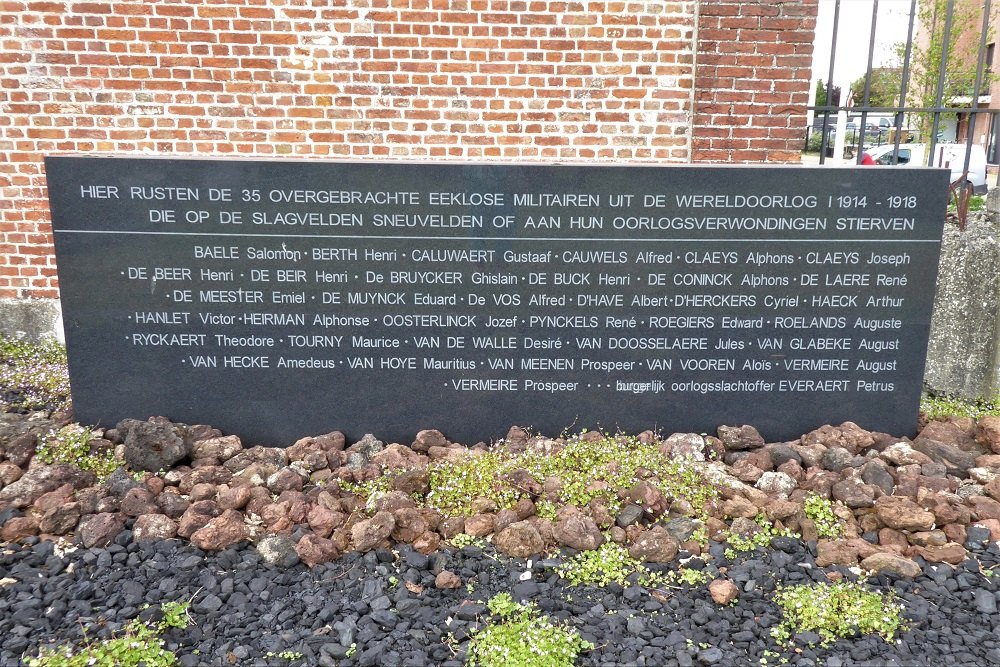 HIER RUSTEN DE 35 OVERGEBRACHTE EEKLOSE MILITAIREN UIT DE WERELDOORLOG I 1914 - 1918
DIE OP DE SLAGVELDEN SNEUVELDEN OF AAN HUN OORLOGSVERWONDINGEN STIERVEN
BAELE Salomon · BERTH Henri · CALUWAERT Gustaaf · CAUWELS Alfred · CLAEYS Alphons · CLAEYS Joseph
· DE BEER Henri · DE BEIR Henri · De BRUYCKER Ghislain · DE BUCK Henri · DE CONINCK Alphons · DE LAERE René
· DE MEESTER Emiel · DE MUYNCK Eduard · De VOS Alfred · D'HAVE Albert · D'HERCKERS Cyriel · HAECK Arthur
· HANLET Victor · HEIRMAN Alphonse · OOSTERLINCK Jozef · PYNCKELS René · ROEGIERS Edward · ROELANDS Auguste
· RYCKAERT Theodore · TOURNY Maurice · VAN DE WALLE Desiré · VAN DOOSSELAERE Jules · VAN GLABEKE August
· VAN HECKE Amedeus · VAN HOYE Mauritius · VAN MEENEN Prospeer · VAN VOOREN Aloïs · VERMEIRE August
· VERMEIRE Prospeer · · · burgerlijk oorlogsslachtoffer EVERAERT Petrus